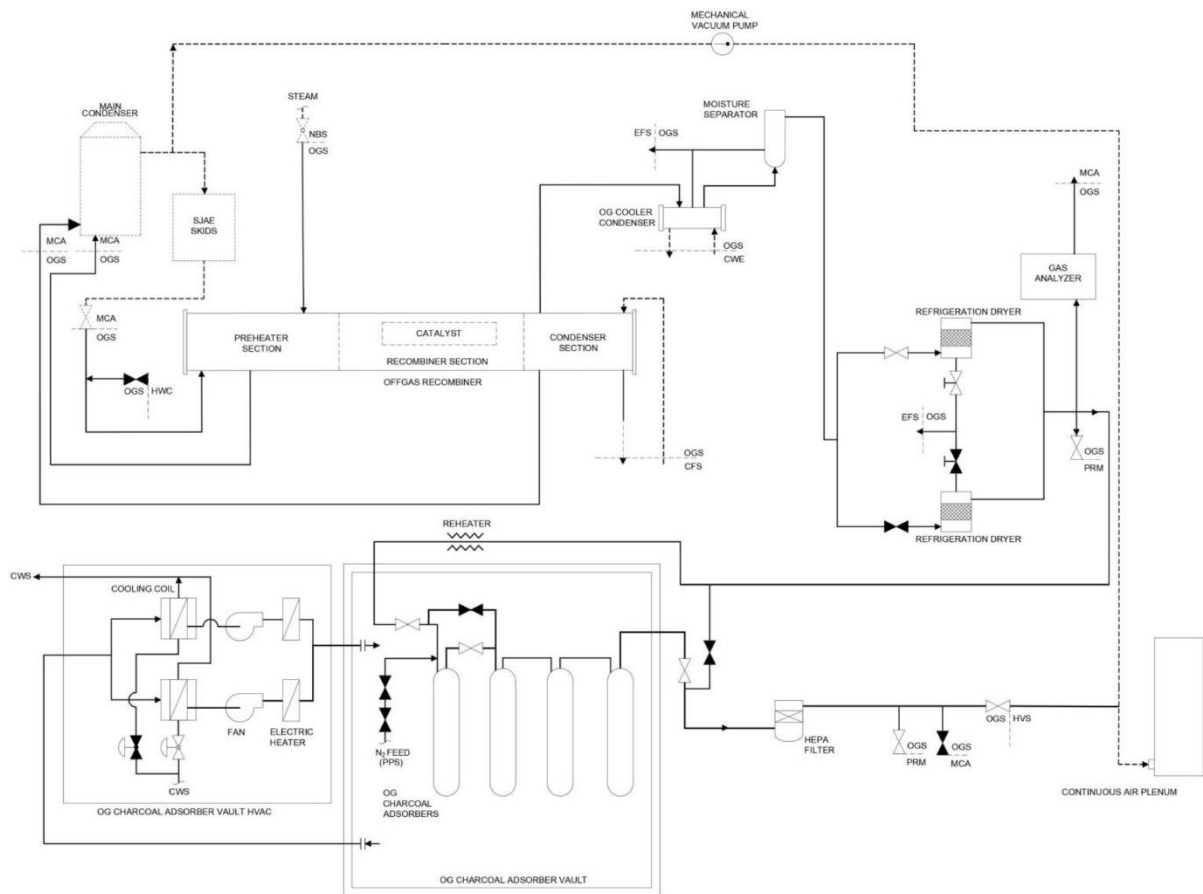 MECHANICAL
VACUUM PUMP
STEAM
NBS
OGS
MAIN
CONDENSER
MOISTURE
SEPARATOR
EFS
OGS
MCA
OGS
SJAE
SKIDS
OG COOLER
CONDENSER
MCA
OGS
MCA
OGS
OGS
CWE
GAS
ANALYZER
MCA
OGS
PREHEATER
SECTION
CATALYST
RECOMBINER SECTION
CONDENSER
SECTION
OFFGAS RECOMBINER
REFRIGERATION DRYER
OGS
HWC
EFS
OGS
OGS
PRM
OGS
CFS
REFRIGERATION DRYER
REHEATER
CWS
COOLING COIL
FAN
ELECTRIC
HEATER
N2 FEED
(PPS)
CWS
OG
CHARCOAL
ADSORBERS
HEPA
FILTER
OGS
HVS
OGS
PRM
OGS
MCA
CONTINUOUS AIR PLENUM
OG CHARCOAL ADSORBER VAULT HVAC
OG CHARCOAL ADSORBER VAULT